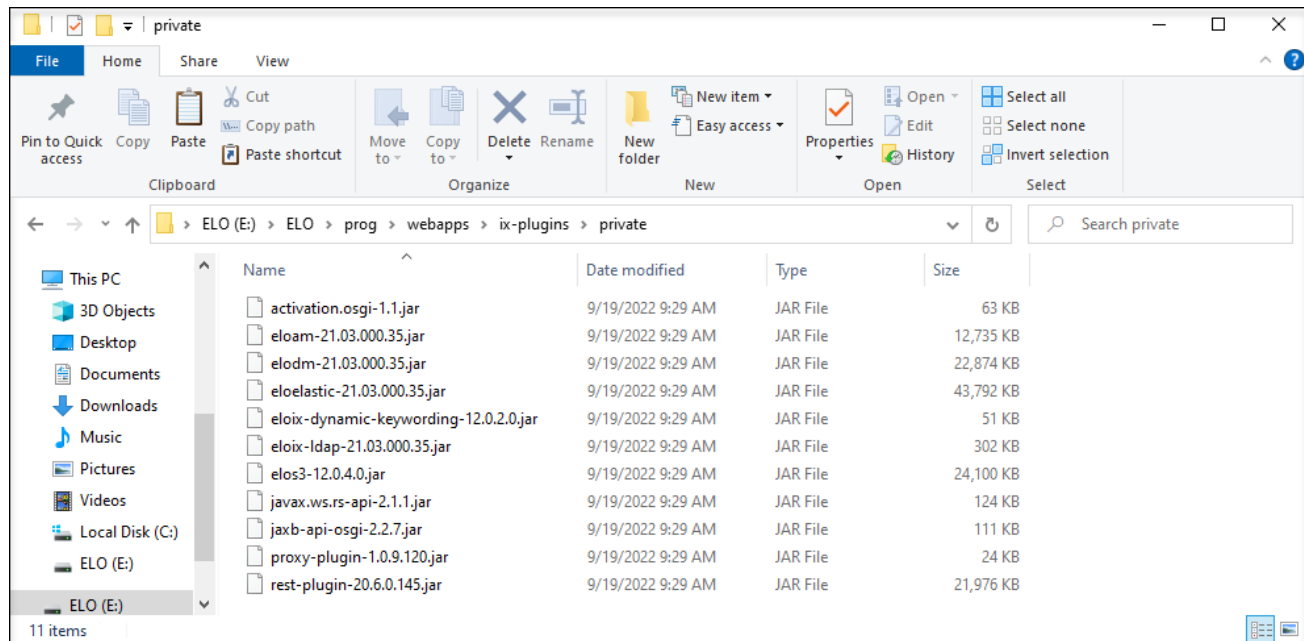 private
File Home Share View
Pin to Quick access
Copy
Paste
Cut
Copy path
Paste shortcut
Clipboard
Move to
Copy to
Delete
Rename
Organize
New folder
New item
Easy access
New
Properties
Open
Edit
History
Open
Select all
Select none
Invert selection
Select
ELO (E:) > ELO > prog > webapps > ix-plugins > private
Search private
This PC
3D Objects
Desktop
Documents
Downloads
Music
Pictures
Videos
Local Disk (C:)
ELO (E:)
ELO (E:)
Name Date modified Type Size
activation.osgi-1.1.jar 9/19/2022 9:29 AM JAR File 63 KB
eloam-21.03.000.35.jar 9/19/2022 9:29 AM JAR File 12,735 KB
elodm-21.03.000.35.jar 9/19/2022 9:29 AM JAR File 22,874 KB
eloelastic-21.03.000.35.jar 9/19/2022 9:29 AM JAR File 43,792 KB
eloix-dynamic-keywording-12.0.2.0.jar 9/19/2022 9:29 AM JAR File 51 KB
eloix-ldap-21.03.000.35.jar 9/19/2022 9:29 AM JAR File 302 KB
elos3-12.0.4.0.jar 9/19/2022 9:29 AM JAR File 24,100 KB
javax.ws.rs-api-2.1.1.jar 9/19/2022 9:29 AM JAR File 124 KB
jaxb-api-osgi-2.2.7.jar 9/19/2022 9:29 AM JAR File 111 KB
proxy-plugin-1.0.9.120.jar 9/19/2022 9:29 AM JAR File 24 KB
rest-plugin-20.6.0.145.jar 9/19/2022 9:29 AM JAR File 21,976 KB
11 items